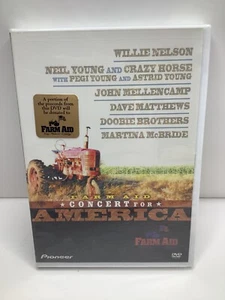 WILLIE NELSON
NEIL YOUNG AND CRAZY HORSE
WITH PEGI YOUNG AND ASTRID YOUNG
JOHN MELLENCAMP
DAVE MATTHEWS
DOOBIE BROTHERS
MARTINA McBRIDE
A portion of
the proceeds from
this DVD will
be donated to
FARM AID
FARM AID
CONCERT FOR
AMERICA
FARM AID
Pioneer
DVD